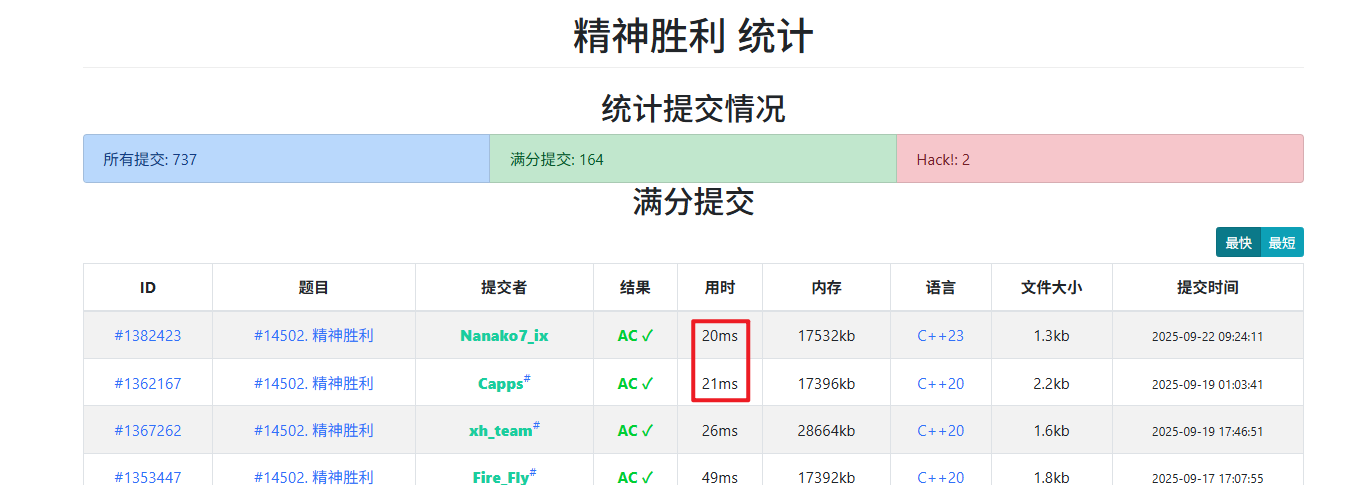 精神胜利 统计
统计提交情况
所有提交: 737 满分提交: 164 Hack!: 2
满分提交
最快 最短
ID 题目 提交者 结果 用时 内存 语言 文件大小 提交时间
#1382423 #14502. 精神胜利 Nanako7_ix AC ✓ 20ms 17532kb C++23 1.3kb 2025-09-22 09:24:11
#1362167 #14502. 精神胜利 Capps# AC ✓ 21ms 17396kb C++20 2.2kb 2025-09-19 01:03:41
#1367262 #14502. 精神胜利 xh_team# AC ✓ 26ms 28664kb C++20 1.6kb 2025-09-19 17:46:51
#1353447 #14502. 精神胜利 Fire_Fly# AC ✓ 49ms 17392kb C++20 1.8kb 2025-09-17 17:07:55